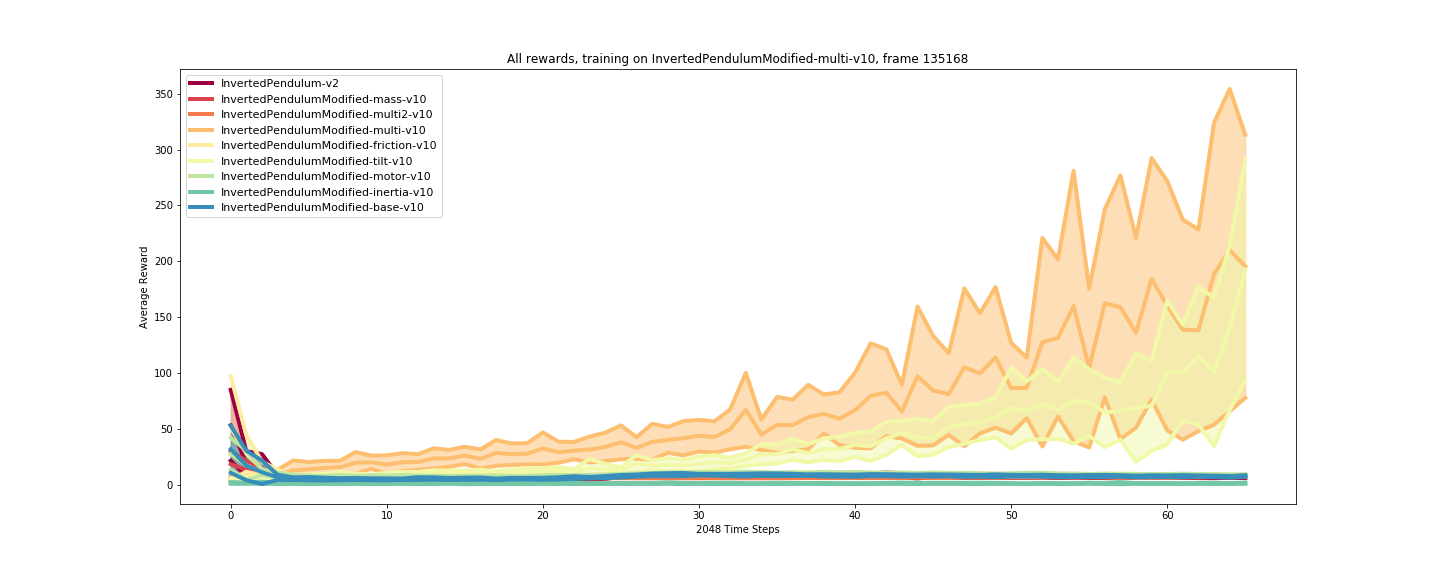 All rewards, training on InvertedPendulumModified-multi-v10, frame 135168
InvertedPendulum-v2
InvertedPendulumModified-mass-v10
InvertedPendulumModified-multi2-v10
InvertedPendulumModified-multi-v10
InvertedPendulumModified-friction-v10
InvertedPendulumModified-tilt-v10
InvertedPendulumModified-motor-v10
InvertedPendulumModified-inertia-v10
InvertedPendulumModified-base-v10
Average Reward
350
300
250
200
150
100
50
0
0 10 20 30 40 50 60
2048 Time Steps